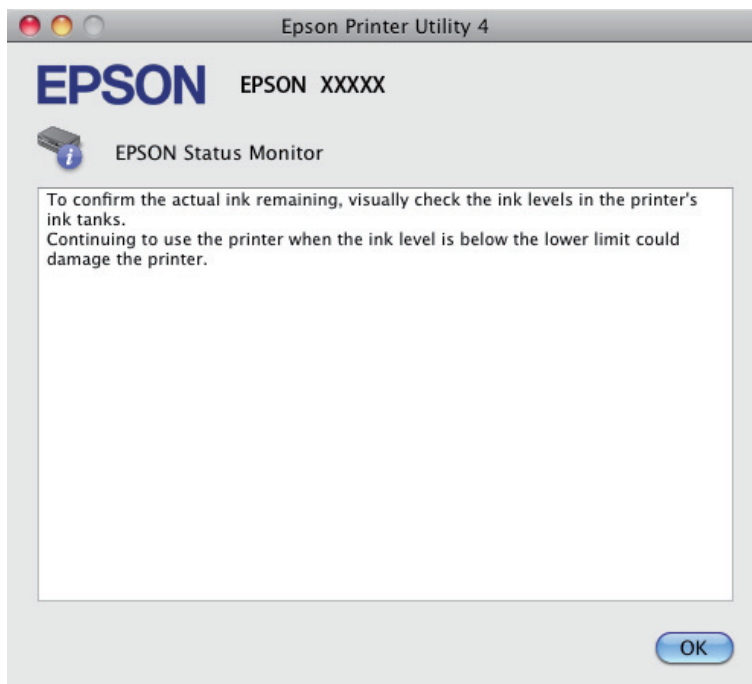 Epson Printer Utility 4
EPSON EPSON XXXXX
EPSON Status Monitor
To confirm the actual ink remaining, visually check the ink levels in the printer's
ink tanks.
Continuing to use the printer when the ink level is below the lower limit could
damage the printer.
OK